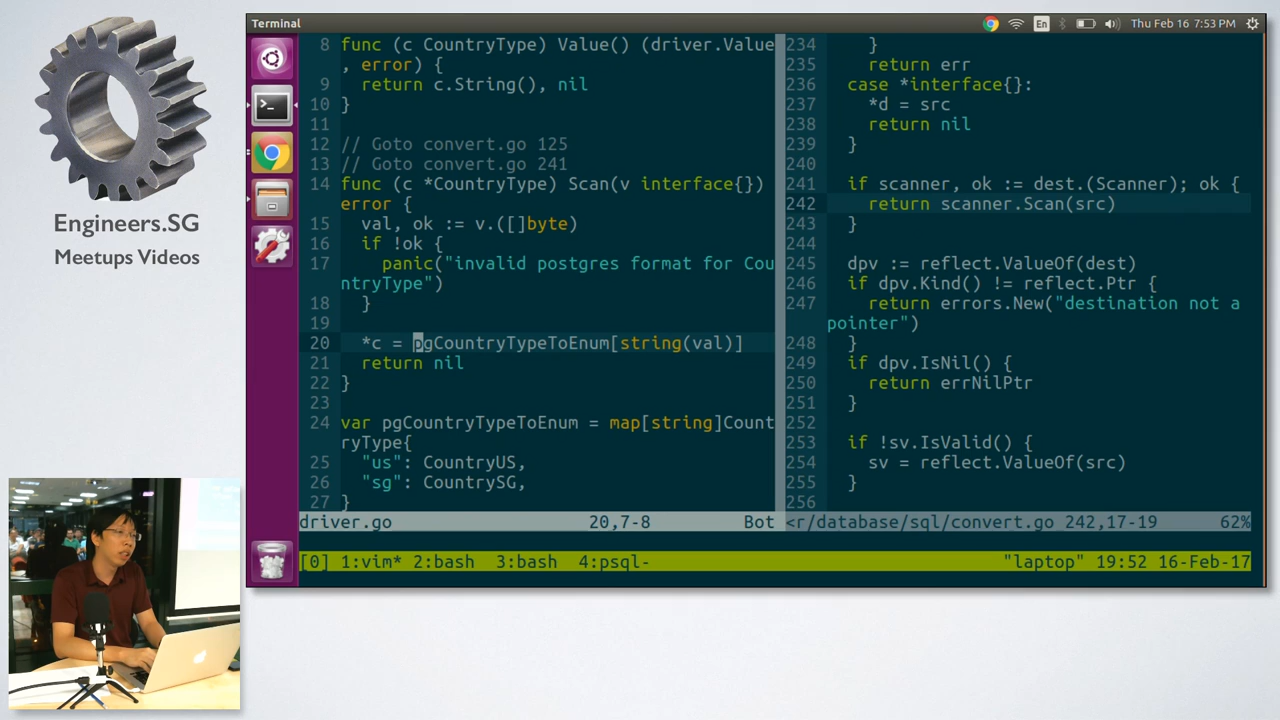 Terminal
En
Thu Feb 16 7:53 PM
Engineers.SG
Meetups Videos
8 func (c CountryType) Value() (driver.Value
, error) {
9 return c.String(), nil
10 }
11
12 // Goto convert.go 125
13 // Goto convert.go 241
14 func (c *CountryType) Scan(v interface{})
error {
15 val, ok := v.([]byte)
16 if !ok {
17 panic("invalid postgres format for Cou
ntryType")
18 }
19
20 *c = pgCountryTypeToEnum[string(val)]
21 return nil
22 }
23
24 var pgCountryTypeToEnum = map[string]Count
ryType{
25 "us": CountryUS,
26 "sg": CountrySG,
27 }
driver.go 20,7-8 Bot
234 }
235 return err
236 case *interface{}:
237 *d = src
238 return nil
239 }
240
241 if scanner, ok := dest.(Scanner); ok {
242 return scanner.Scan(src)
243 }
244
245 dpv := reflect.ValueOf(dest)
246 if dpv.Kind() != reflect.Ptr {
247 return errors.New("destination not a
pointer")
248 }
249 if dpv.IsNil() {
250 return errNilPtr
251 }
252
253 if !sv.IsValid() {
254 sv = reflect.ValueOf(src)
255 }
256
<r/database/sql/convert.go 242,17-19 62%
[0] 1:vim* 2:bash 3:bash 4:psql- "laptop" 19:52 16-Feb-17